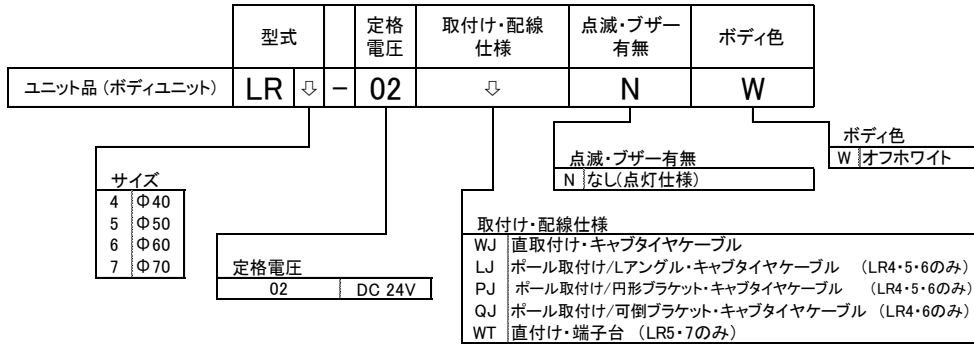 型式 定格電圧 取付け・配線仕様 点滅・ブザー有無 ボディ色
ユニット品（ボディユニット） LR ⇩ - 02 ⇩ N W
ボディ色
W オフホワイト
点滅・ブザー有無
N なし(点灯仕様)
サイズ
4 Φ40
5 Φ50
6 Φ60
7 Φ70
定格電圧
02 DC 24V
取付け・配線仕様
WJ 直取付け・キャブタイヤケーブル
LJ ポール取付け/Lアングル・キャブタイヤケーブル （LR4・5・6のみ）
PJ ポール取付け/円形ブラケット・キャブタイヤケーブル （LR4・5・6のみ）
QJ ポール取付け/可倒ブラケット・キャブタイヤケーブル （LR4・6のみ）
WT 直付け・端子台 （LR5・7のみ）